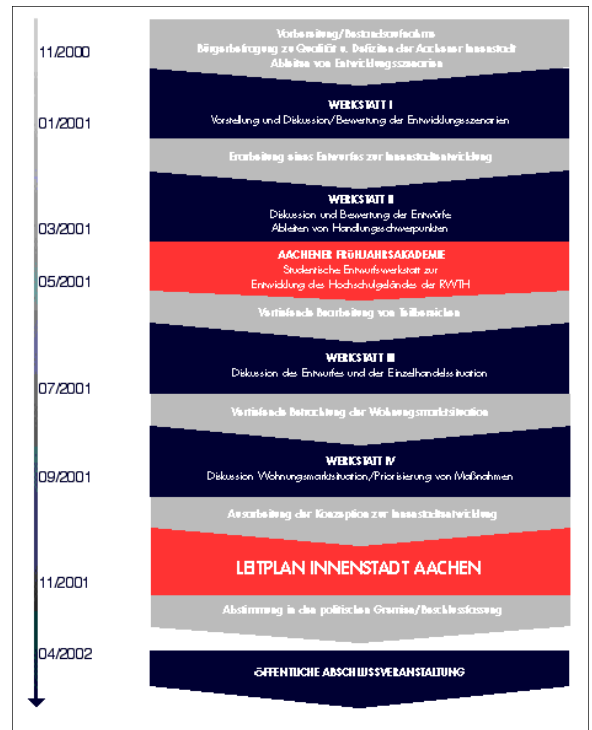 11/2000
Vorbereitung/Bestandsaufnahme
Bürgerbefragung zu Qualität u. Defiziten der Aachener Innenstadt
Ableiten von Entwicklungsszenarien
01/2001
WERKSTATT I
Vorstellung und Diskussion/Bewertung der Entwicklungsszenarien
Erarbeitung eines Entwurfes zur Innenstadtentwicklung
WERKSTATT II
Diskussion und Bewertung der Entwürfe
03/2001
Ableiten von Handlungsschwerpunkten
AACHENER FRÜHJAHRSAKADEMIE
Studentische Entwurfswerkstatt zur
05/2001
Entwicklung des Hochschulgeländes der RWTH
Vertiefende Bearbeitung von Teilbereichen
WERKSTATT III
Diskussion des Entwurfes und der Einzelhandelssituation
07/2001
Vertiefende Betrachtung der Wohnungsmarktsituation
WERKSTATT IV
09/2001
Diskussion Wohnungsmarktsituation/Priorisierung von Maßnahmen
Ausarbeitung der Konzeption zur Innenstadtentwicklung
LEITPLAN INNENSTADT AACHEN
11/2001
Abstimmung in den politischen Gremien/Beschlussfassung
04/2002
ÖFFENTLICHE ABSCHLUSSVERANSTALTUNG